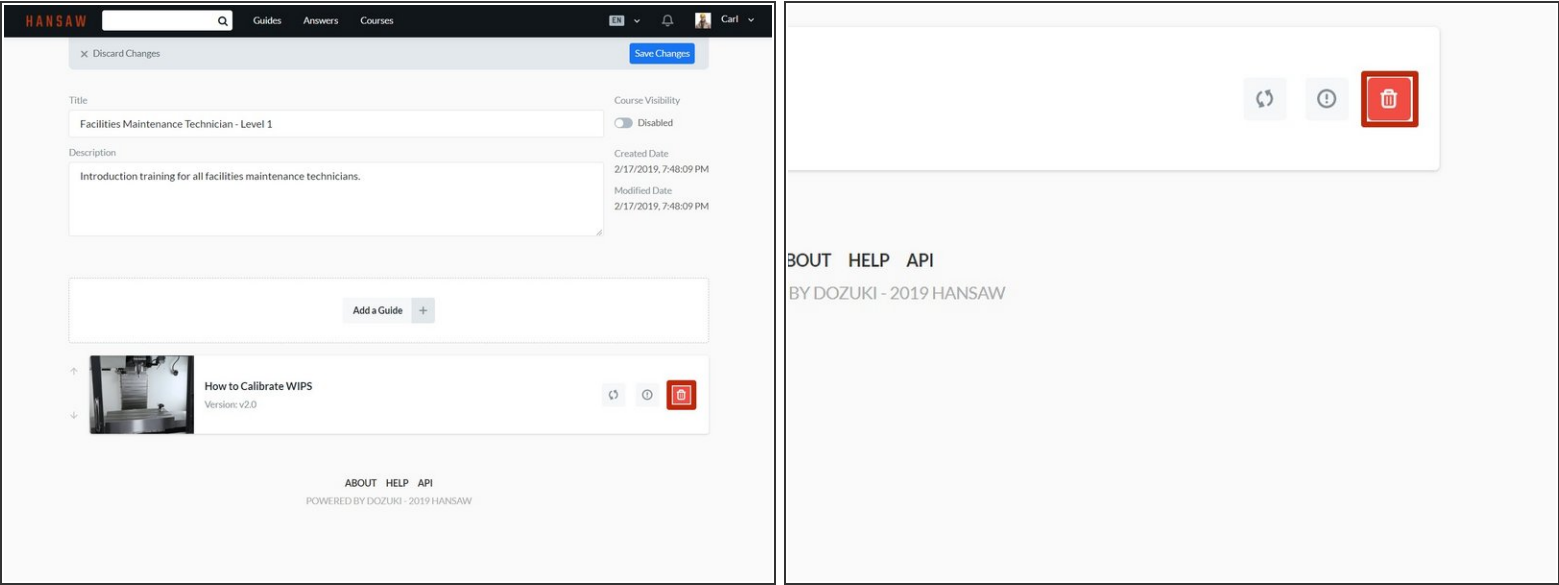 HANSAW
Guides Answers Courses
EN
Carl
Discard Changes
Save Changes
Title
Facilities Maintenance Technician - Level 1
Course Visibility
Disabled
Description
Introduction training for all facilities maintenance technicians.
Created Date
2/17/2019, 7:48:09 PM
Modified Date
2/17/2019, 7:48:09 PM
Add a Guide +
How to Calibrate WIPS
Version: v2.0
ABOUT HELP API
POWERED BY DOZUKI - 2019 HANSAW
BOUT HELP API
BY DOZUKI - 2019 HANSAW